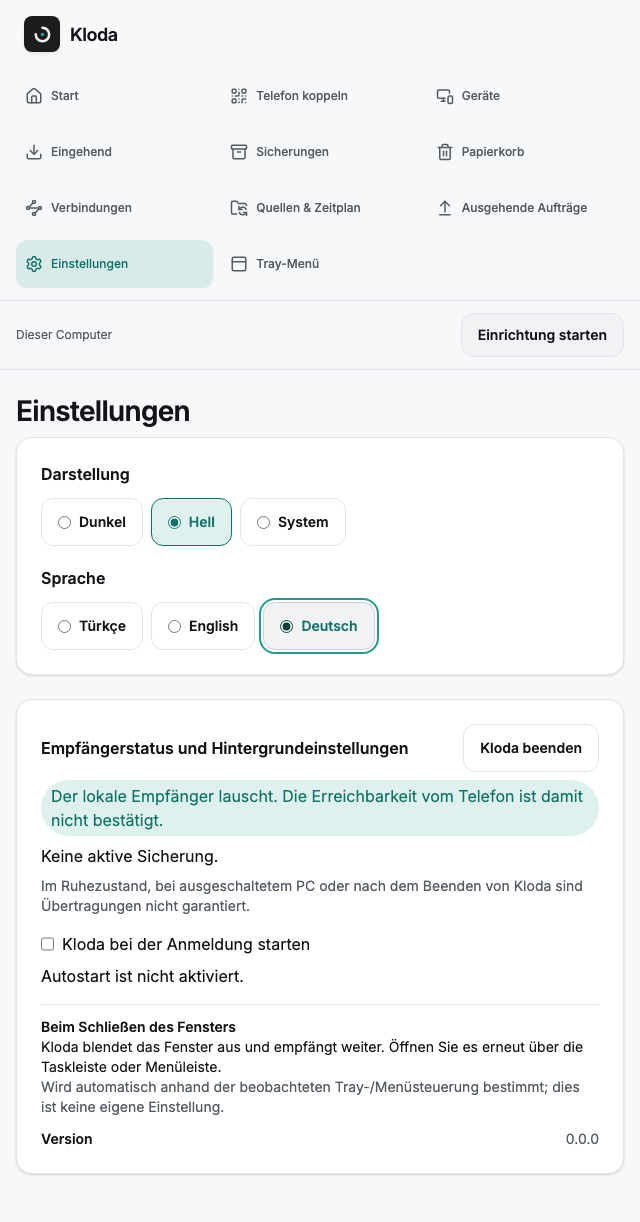 Kloda
Start
Telefon koppeln
Geräte
Eingehend
Sicherungen
Papierkorb
Verbindungen
Quellen & Zeitplan
Ausgehende Aufträge
Einstellungen
Tray-Menü
Dieser Computer
Einrichtung starten
Einstellungen
Darstellung
Dunkel
Hell
System
Sprache
Türkçe
English
Deutsch
Empfängerstatus und Hintergrundeinstellungen
Kloda beenden
Der lokale Empfänger lauscht. Die Erreichbarkeit vom Telefon ist damit
nicht bestätigt.
Keine aktive Sicherung.
Im Ruhezustand, bei ausgeschaltetem PC oder nach dem Beenden von Kloda sind
Übertragungen nicht garantiert.
Kloda bei der Anmeldung starten
Autostart ist nicht aktiviert.
Beim Schließen des Fensters
Kloda blendet das Fenster aus und empfängt weiter. Öffnen Sie es erneut über die
Taskleiste oder Menüleiste.
Wird automatisch anhand der beobachteten Tray-/Menüsteuerung bestimmt; dies
ist keine eigene Einstellung.
Version
0.0.0